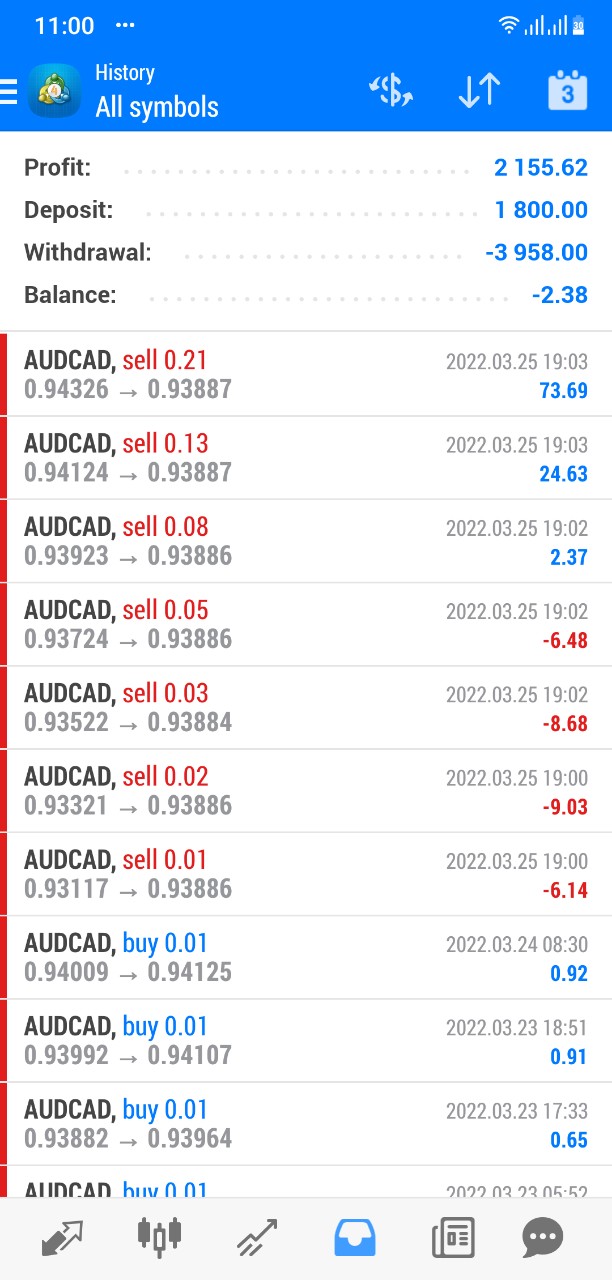 11:00 ...
30
History
All symbols
3
Profit: 2 155.62
Deposit: 1 800.00
Withdrawal: -3 958.00
Balance: -2.38
AUDCAD, sell 0.21 2022.03.25 19:03
0.94326 → 0.93887 73.69
AUDCAD, sell 0.13 2022.03.25 19:03
0.94124 → 0.93887 24.63
AUDCAD, sell 0.08 2022.03.25 19:02
0.93923 → 0.93886 2.37
AUDCAD, sell 0.05 2022.03.25 19:02
0.93724 → 0.93886 -6.48
AUDCAD, sell 0.03 2022.03.25 19:02
0.93522 → 0.93884 -8.68
AUDCAD, sell 0.02 2022.03.25 19:00
0.93321 → 0.93886 -9.03
AUDCAD, sell 0.01 2022.03.25 19:00
0.93117 → 0.93886 -6.14
AUDCAD, buy 0.01 2022.03.24 08:30
0.94009 → 0.94125 0.92
AUDCAD, buy 0.01 2022.03.23 18:51
0.93992 → 0.94107 0.91
AUDCAD, buy 0.01 2022.03.23 17:33
0.93882 → 0.93964 0.65
AUDCAD, buy 0.01 2022.03.23 05:52